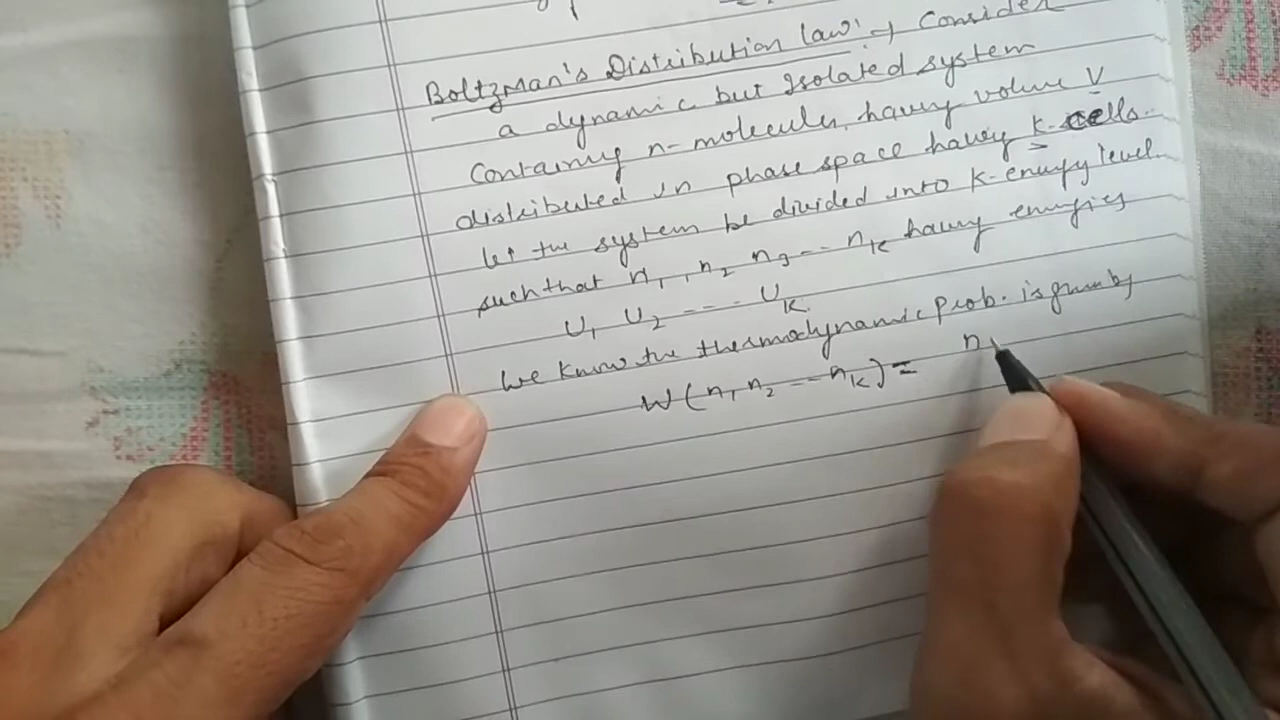 Boltzman's Distribution law :→ Consider
a dynamic but Isolated system
Containing n-molecules, having volume V
distributed in phase space having k-cells.
let the system be divided into k-energy level.
such that n₁, n₂ n₃ --- nₖ having energies
U₁ U₂ --- Uₖ.
We know the thermodynamic prob. is given by
W(n₁ n₂ --- nₖ) = n